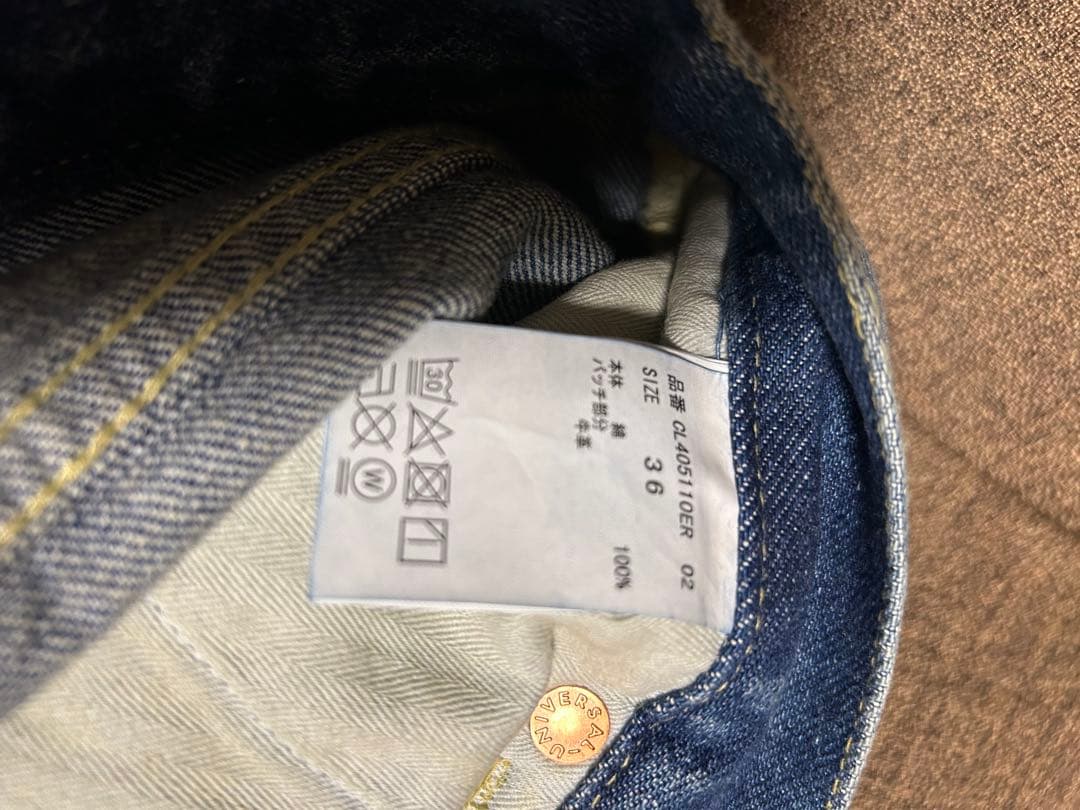 品番 CL405110ER 02
SIZE 36
本体 綿 100%
パッチ部分 牛革
30
W
UNIVERSAL